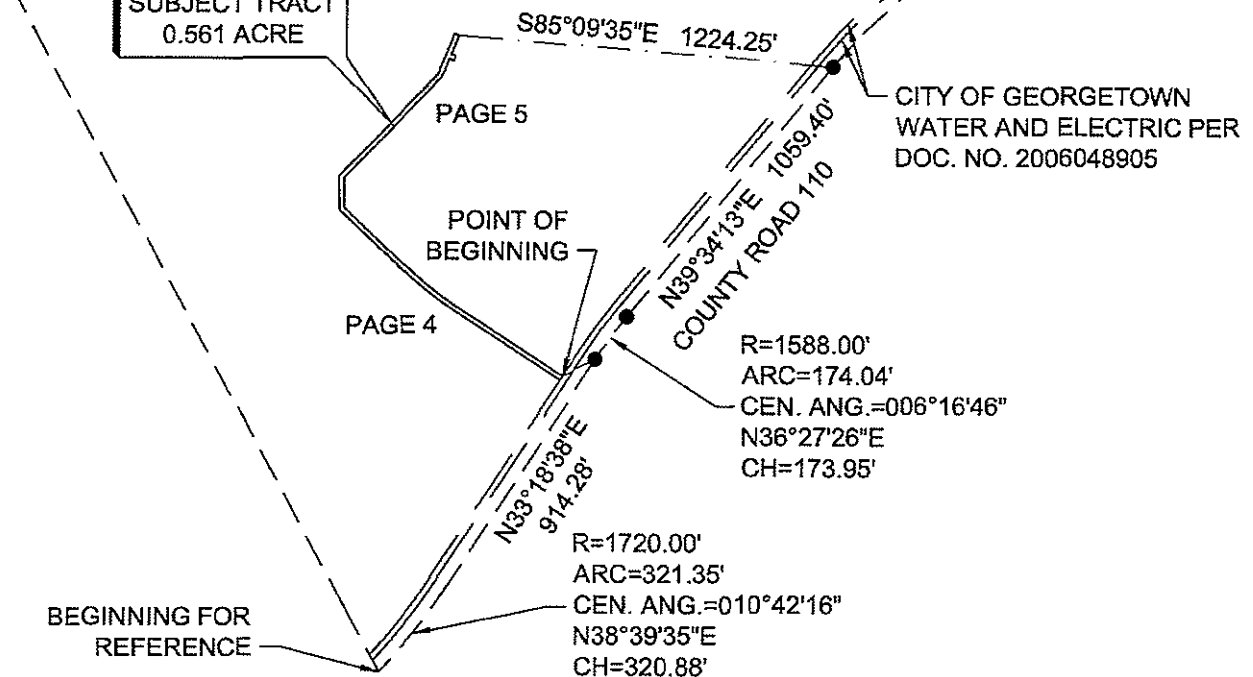 SUBJECT TRACT
0.561 ACRE
S85°09'35"E 1224.25'
PAGE 5
CITY OF GEORGETOWN
WATER AND ELECTRIC PER
DOC. NO. 2006048905
N39°34'13"E 1059.40'
COUNTY ROAD 110
POINT OF
BEGINNING
PAGE 4
R=1588.00'
ARC=174.04'
CEN. ANG.=006°16'46"
N36°27'26"E
CH=173.95'
N33°18'38"E
914.28'
R=1720.00'
ARC=321.35'
CEN. ANG.=010°42'16"
N38°39'35"E
CH=320.88'
BEGINNING FOR
REFERENCE